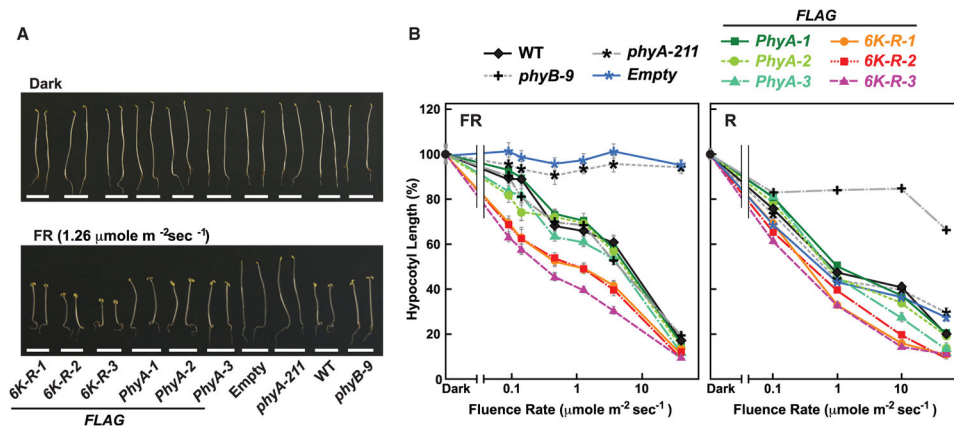 A
Dark
FR (1.26 μmole m⁻²sec ⁻¹)
6K-R-1
6K-R-2
6K-R-3
PhyA-1
PhyA-2
PhyA-3
Empty
phyA-211
WT
phyB-9
FLAG
B
WT
phyA-211
phyB-9
Empty
FLAG
PhyA-1
6K-R-1
PhyA-2
6K-R-2
PhyA-3
6K-R-3
Hypocotyl Length (%)
120
100
80
60
40
20
0
FR
Dark
0.1
1
10
Fluence Rate (μmole m⁻² sec⁻¹)
R
Dark
0.1
1
10
Fluence Rate (μmole m⁻² sec⁻¹)